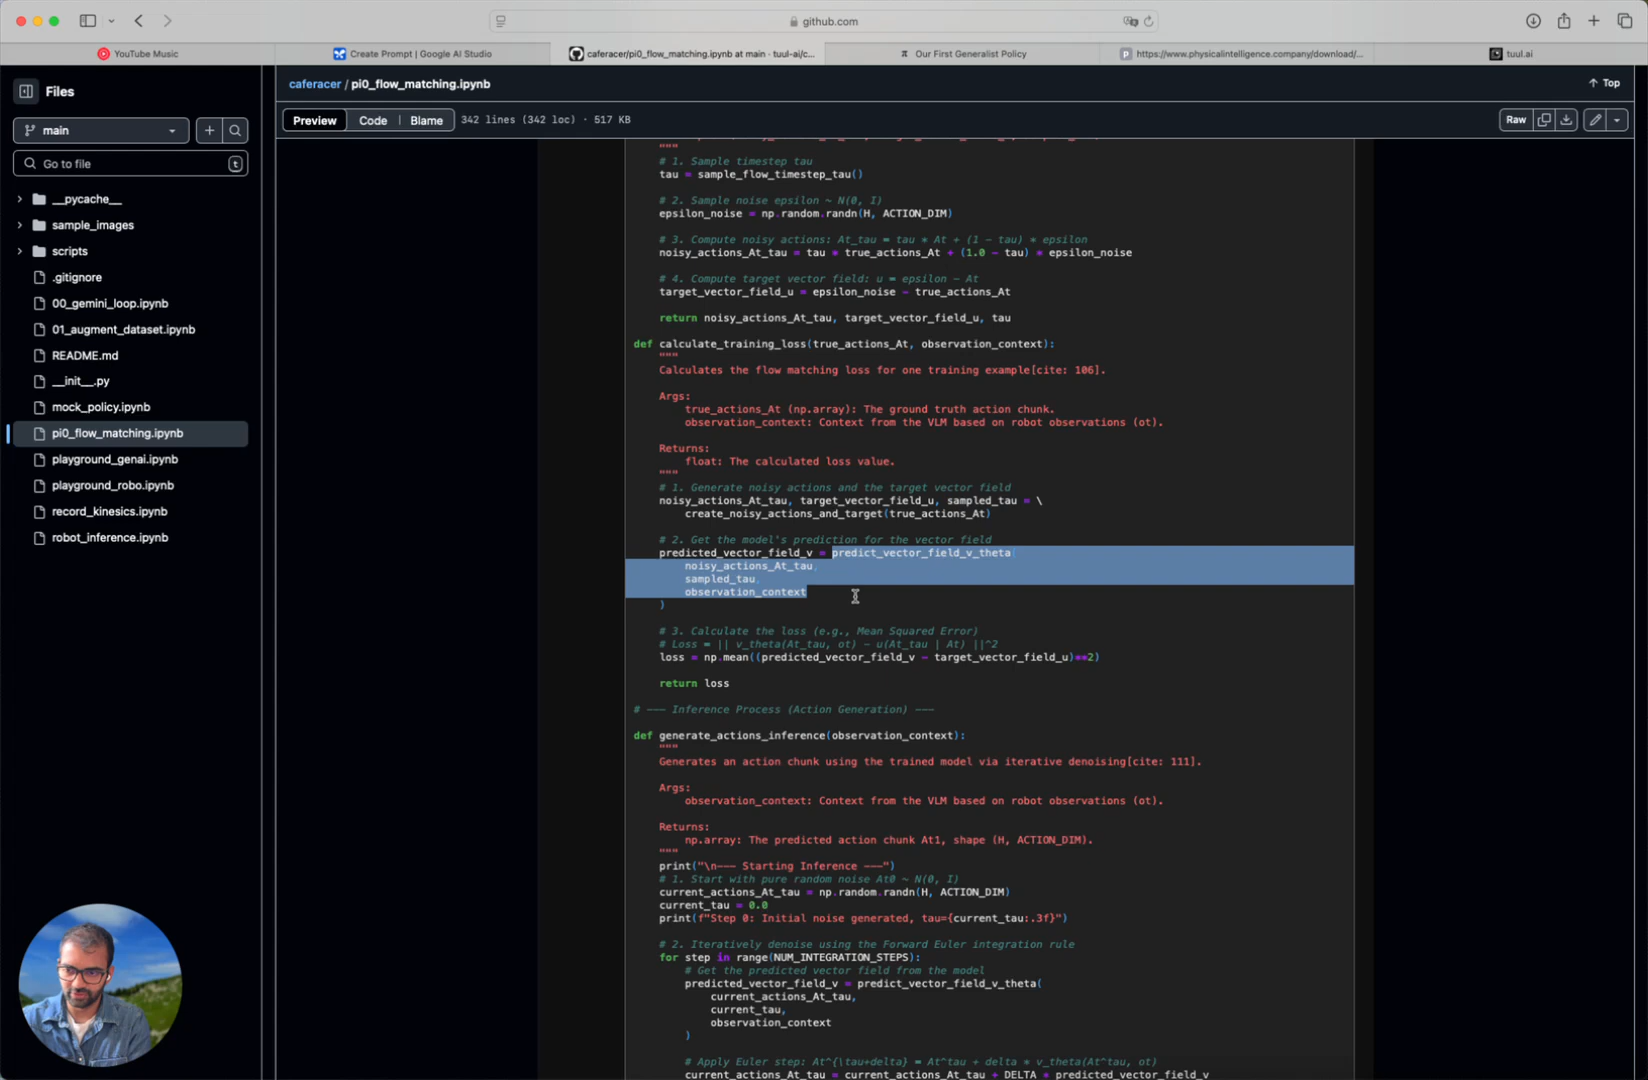 github.com
YouTube Music
Create Prompt | Google AI Studio
caferacer/pi0_flow_matching.ipynb at main · tuul-ai/c...
Our First Generalist Policy
https://www.physicalintelligence.company/download/...
tuul.ai
Files
caferacer / pi0_flow_matching.ipynb
Top
main
Preview
Code
Blame
342 lines (342 loc) · 517 KB
Raw
Go to file
t
__pycache__
sample_images
scripts
.gitignore
00_gemini_loop.ipynb
01_augment_dataset.ipynb
README.md
__init__.py
mock_policy.ipynb
pi0_flow_matching.ipynb
playground_genai.ipynb
playground_robo.ipynb
record_kinesics.ipynb
robot_inference.ipynb
"""
# 1. Sample timestep tau
tau = sample_flow_timestep_tau()
# 2. Sample noise epsilon ~ N(0, I)
epsilon_noise = np.random.randn(H, ACTION_DIM)
# 3. Compute noisy actions: At_tau = tau * At + (1 - tau) * epsilon
noisy_actions_At_tau = tau * true_actions_At + (1.0 - tau) * epsilon_noise
# 4. Compute target vector field: u = epsilon - At
target_vector_field_u = epsilon_noise - true_actions_At
return noisy_actions_At_tau, target_vector_field_u, tau
def calculate_training_loss(true_actions_At, observation_context):
"""
Calculates the flow matching loss for one training example[cite: 106].
Args:
true_actions_At (np.array): The ground truth action chunk.
observation_context: Context from the VLM based on robot observations (ot).
Returns:
float: The calculated loss value.
"""
# 1. Generate noisy actions and the target vector field
noisy_actions_At_tau, target_vector_field_u, sampled_tau = \
create_noisy_actions_and_target(true_actions_At)
# 2. Get the model's prediction for the vector field
predicted_vector_field_v = predict_vector_field_v_theta(
noisy_actions_At_tau,
sampled_tau,
observation_context
)
# 3. Calculate the loss (e.g., Mean Squared Error)
# Loss = || v_theta(At_tau, ot) - u(At_tau | At) ||^2
loss = np.mean((predicted_vector_field_v - target_vector_field_u)**2)
return loss
# --- Inference Process (Action Generation) ---
def generate_actions_inference(observation_context):
"""
Generates an action chunk using the trained model via iterative denoising[cite: 111].
Args:
observation_context: Context from the VLM based on robot observations (ot).
Returns:
np.array: The predicted action chunk At1, shape (H, ACTION_DIM).
"""
print("\n--- Starting Inference ---")
# 1. Start with pure random noise At0 ~ N(0, I)
current_actions_At_tau = np.random.randn(H, ACTION_DIM)
current_tau = 0.0
print(f"Step 0: Initial noise generated, tau={current_tau:.3f}")
# 2. Iteratively denoise using the Forward Euler integration rule
for step in range(NUM_INTEGRATION_STEPS):
# Get the predicted vector field from the model
predicted_vector_field_v = predict_vector_field_v_theta(
current_actions_At_tau,
current_tau,
observation_context
)
# Apply Euler step: At^{\tau+delta} = At^tau + delta * v_theta(At^tau, ot)
current_actions_At_tau = current_actions_At_tau + DELTA * predicted_vector_field_v